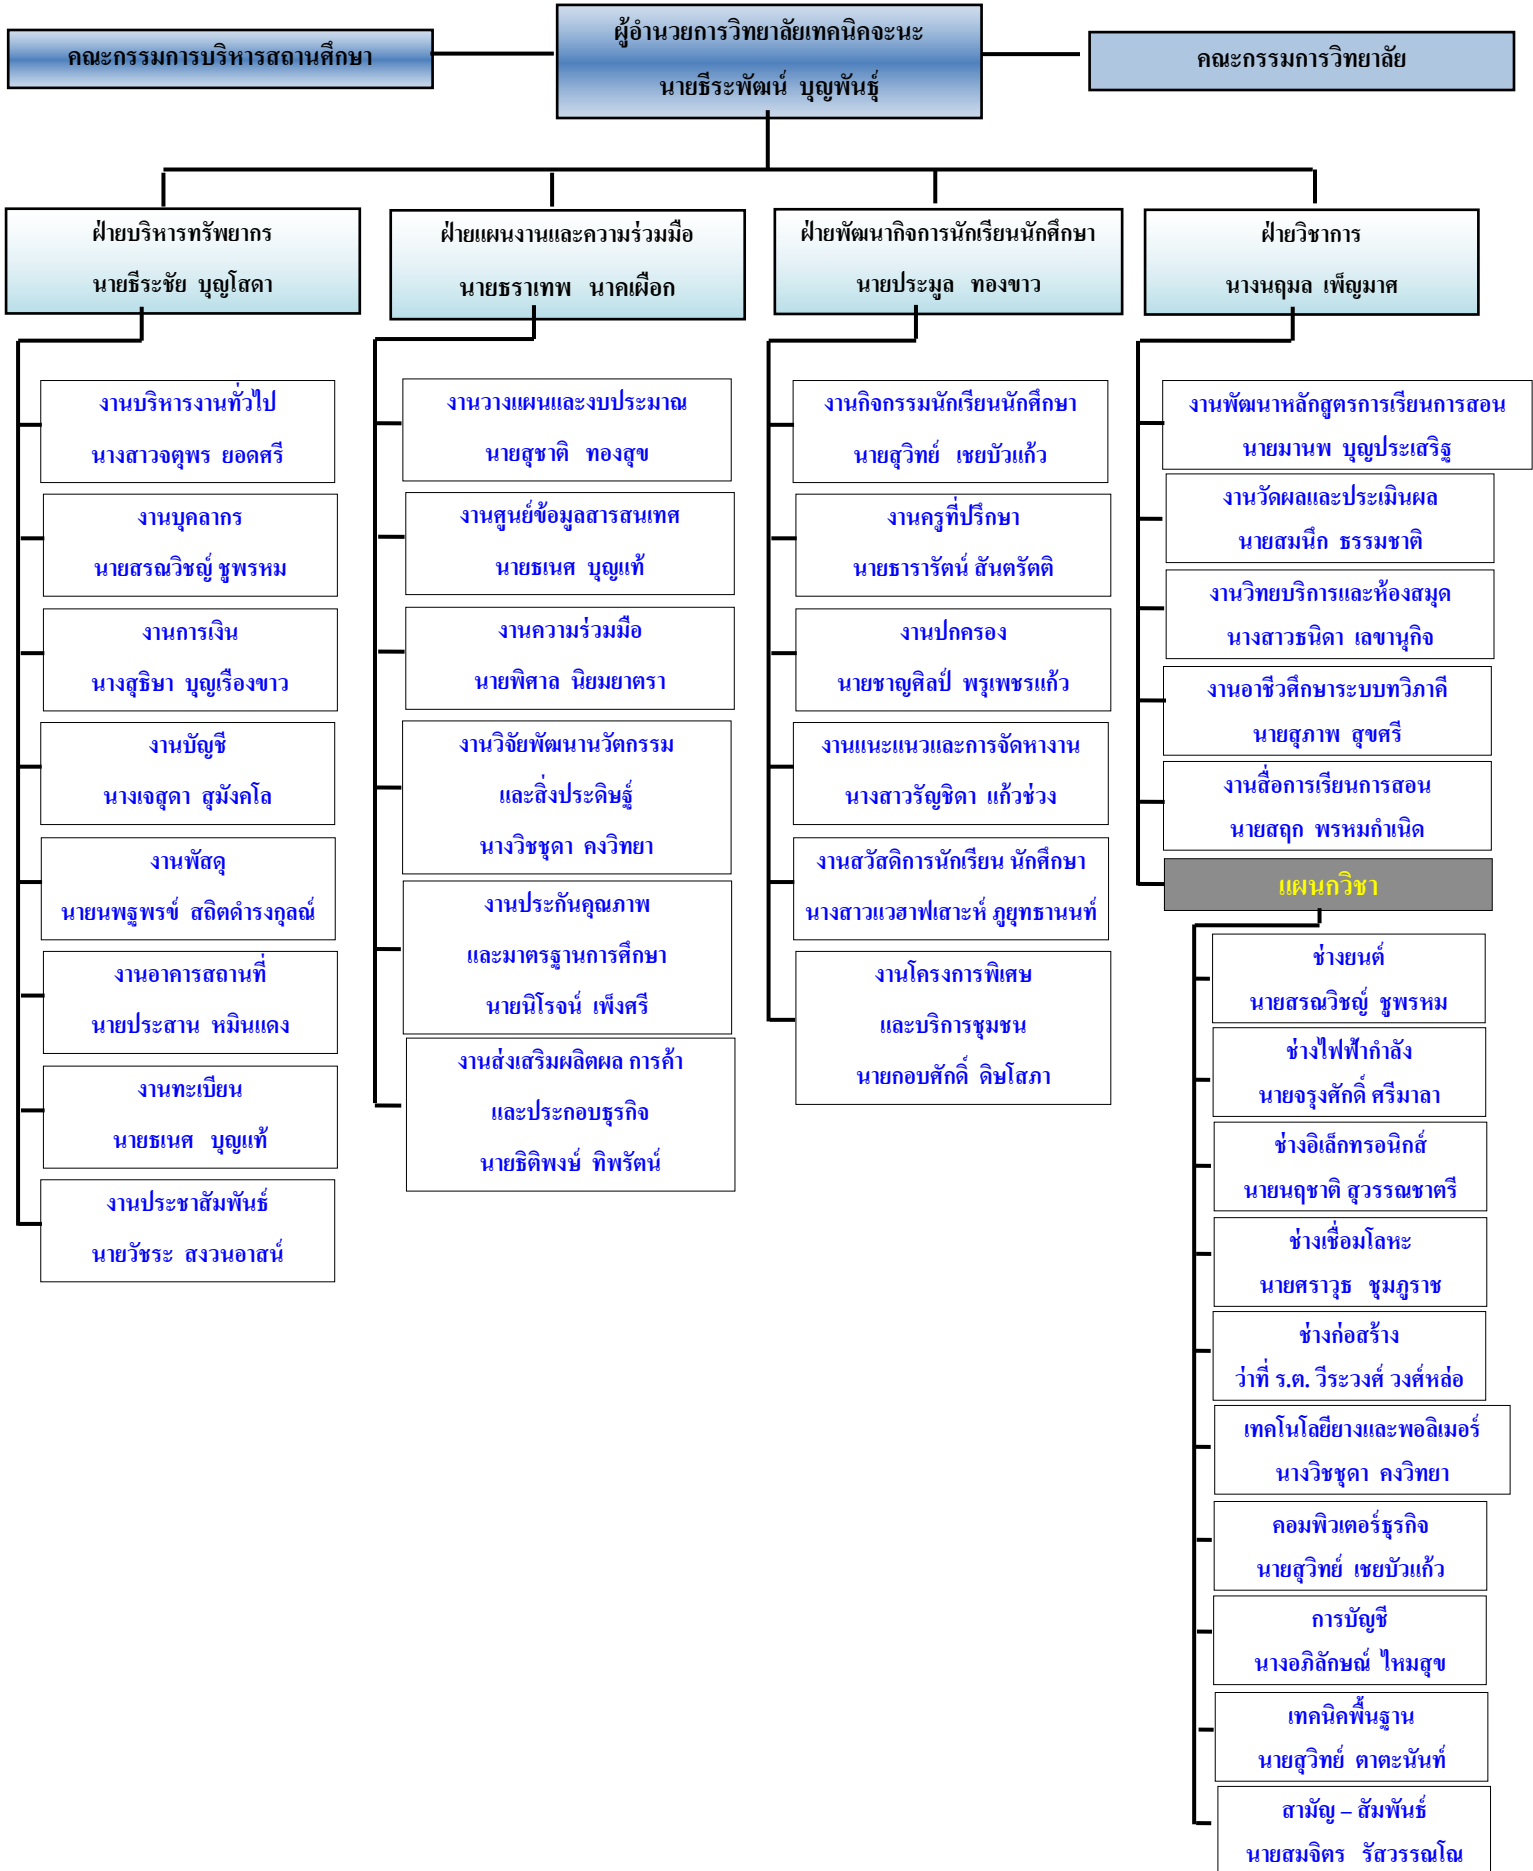 คณะกรรมการบริหารสถานศึกษา
ผู้อำนวยการวิทยาลัยเทคนิคจะนะ
นายธีระพัฒน์ บุญพันธุ์
คณะกรรมการวิทยาลัย
ฝ่ายบริหารทรัพยากร
นายธีระชัย บุญโสดา
งานบริหารงานทั่วไป
นางสาวจตุพร ยอดศรี
งานบุคลากร
นายสรณวิชญ์ ชูพรหม
งานการเงิน
นางสุธิษา บุญเรืองขาว
งานบัญชี
นางเจสุดา สุมังคโล
งานพัสดุ
นายนพฐพรข์ สถิตดำรงกุลณ์
งานอาคารสถานที่
นายประสาน หมินแดง
งานทะเบียน
นายธเนศ บุญแท้
งานประชาสัมพันธ์
นายวัชระ สงวนอาสน์
ฝ่ายแผนงานและความร่วมมือ
นายธราเทพ นาคเผือก
งานวางแผนและงบประมาณ
นายสุชาติ ทองสุข
งานศูนย์ข้อมูลสารสนเทศ
นายธเนศ บุญแท้
งานความร่วมมือ
นายพิศาล นิยมยาตรา
งานวิจัยพัฒนานวัตกรรม
และสิ่งประดิษฐ์
นางวิชชุดา คงวิทยา
งานประกันคุณภาพ
และมาตรฐานการศึกษา
นายนิโรจน์ เพ็งศรี
งานส่งเสริมผลิตผล การค้า
และประกอบธุรกิจ
นายธิติพงษ์ ทิพรัตน์
ฝ่ายพัฒนากิจการนักเรียนนักศึกษา
นายประมูล ทองขาว
งานกิจกรรมนักเรียนนักศึกษา
นายสุวิทย์ เชยบัวแก้ว
งานครูที่ปรึกษา
นายธารารัตน์ สันตรัตติ
งานปกครอง
นายชาญศิลป์ พรุเพชรแก้ว
งานแนะแนวและการจัดหางาน
นางสาวรัญชิดา แก้วช่วง
งานสวัสดิการนักเรียน นักศึกษา
นางสาวแวฮาฟเสาะห์ ภูยุทธานนท์
งานโครงการพิเศษ
และบริการชุมชน
นายกอบศักดิ์ ดิษโสภา
ฝ่ายวิชาการ
นางนฤมล เพ็ญมาศ
งานพัฒนาหลักสูตรการเรียนการสอน
นายมานพ บุญประเสริฐ
งานวัดผลและประเมินผล
นายสมนึก ธรรมชาติ
งานวิทยบริการและห้องสมุด
นางสาวธนิดา เลขานุกิจ
งานอาชีวศึกษาระบบทวิภาคี
นายสุภาพ สุขศรี
งานสื่อการเรียนการสอน
นายสฤก พรหมกำเนิด
แผนกวิชา
ช่างยนต์
นายสรณวิชญ์ ชูพรหม
ช่างไฟฟ้ากำลัง
นายจรุงศักดิ์ ศรีมาลา
ช่างอิเล็กทรอนิกส์
นายนฤชาติ สุวรรณชาตรี
ช่างเชื่อมโลหะ
นายศราวุธ ชุมภูราช
ช่างก่อสร้าง
ว่าที่ ร.ต. วีระวงศ์ วงศ์หล่อ
เทคโนโลยียางและพอลิเมอร์
นางวิชชุดา คงวิทยา
คอมพิวเตอร์ธุรกิจ
นายสุวิทย์ เชยบัวแก้ว
การบัญชี
นางอภิลักษณ์ ไหมสุข
เทคนิคพื้นฐาน
นายสุวิทย์ ตาตะนันท์
สามัญ – สัมพันธ์
นายสมจิตร รัสวรรณโณ